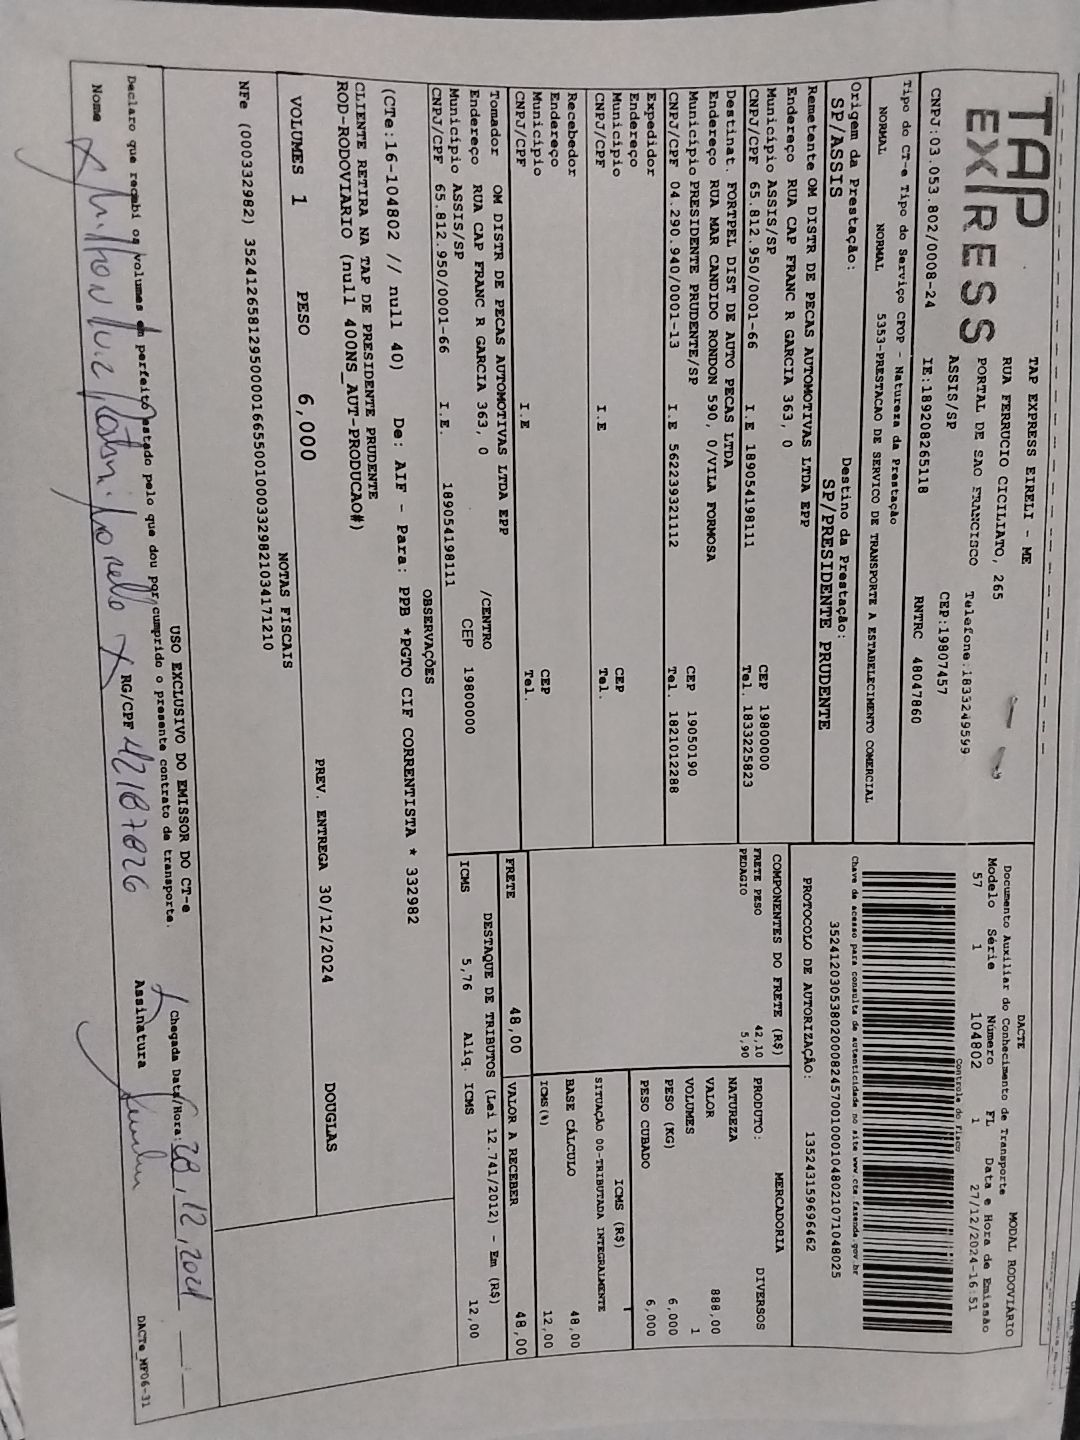 TAP
EXPRESS
TAP EXPRESS EIRELI - ME
RUA FERRUCIO CICILIATO, 265
PORTAL DE SAO FRANCISCO Telefone:1833249599
ASSIS/SP CEP:19807457
CNPJ:03.053.802/0008-24 IE:189208265118 RNTRC 48047860
DACTE MODAL RODOVIÁRIO
Documento Auxiliar do Conhecimento de Transporte
Modelo Série Número FL Data e Hora de Emissão
57 1 104802 1 27/12/2024-16:51
Controle do Fisco
Chave de acesso para consulta de autenticidade no site www.cte.fazenda.gov.br
35241203053802000824570010001048021071048025
PROTOCOLO DE AUTORIZAÇÃO: 135243159696462
Tipo do CT-e Tipo do Serviço CFOP - Natureza da Prestação
NORMAL NORMAL 5353-PRESTACAO DE SERVICO DE TRANSPORTE A ESTABELECIMENTO COMERCIAL
Origem da Prestação: Destino da Prestação:
SP/ASSIS SP/PRESIDENTE PRUDENTE
Remetente OM DISTR DE PECAS AUTOMOTIVAS LTDA EPP
Endereço RUA CAP FRANC R GARCIA 363, 0
Município ASSIS/SP CEP 19800000
CNPJ/CPF 65.812.950/0001-66 I.E 189054198111 Tel. 1833225823
Destinat. FORTPEL DIST DE AUTO PECAS LTDA
Endereço RUA MAR CANDIDO RONDON 590, 0/VILA FORMOSA
Município PRESIDENTE PRUDENTE/SP CEP 19050190
CNPJ/CPF 04.290.940/0001-13 I.E 562239321112 Tel. 1821012288
Expedidor
Endereço
Município CEP
CNPJ/CPF I.E Tel.
Recebedor
Endereço
Município CEP
CNPJ/CPF I.E Tel.
Tomador OM DISTR DE PECAS AUTOMOTIVAS LTDA EPP
Endereço RUA CAP FRANC R GARCIA 363, 0 /CENTRO
Município ASSIS/SP CEP 19800000
CNPJ/CPF 65.812.950/0001-66 I.E. 189054198111
COMPONENTES DO FRETE (R$)
FRETE PESO 42,10
PEDAGIO 5,90
MERCADORIA
PRODUTO: DIVERSOS
NATUREZA
VALOR 888,00
VOLUMES 1
PESO (KG) 6,000
PESO CUBADO 6,000
ICMS (R$)
SITUAÇÃO 00-TRIBUTADA INTEGRALMENTE
BASE CÁLCULO 48,00
ICMS(%) 12,00
FRETE 48,00 VALOR A RECEBER 48,00
DESTAQUE DE TRIBUTOS (Lei 12.741/2012) - Em (R$)
ICMS 5,76 Aliq. ICMS 12,00
OBSERVAÇÕES
(CTe:16-104802 // null 40) De: AIF - Para: PPB *PGTO CIF CORRENTISTA * 332982
CLIENTE RETIRA NA TAP DE PRESIDENTE PRUDENTE
ROD-RODOVIARIO (null 400NS_AUT-PRODUCAO#)
VOLUMES 1 PESO 6,000 PREV. ENTREGA 30/12/2024 DOUGLAS
NOTAS FISCAIS
NFe (000332982) 35241265812950000166550010003329821034171210
USO EXCLUSIVO DO EMISSOR DO CT-e
Declaro que recebi os volumes em perfeito estado pelo que dou por cumprido o presente contrato de transporte.
Chegada Data/Hora: 28, 12, 2024
Nome RG/CPF 42187826 Assinatura
DACTe_MF06-31